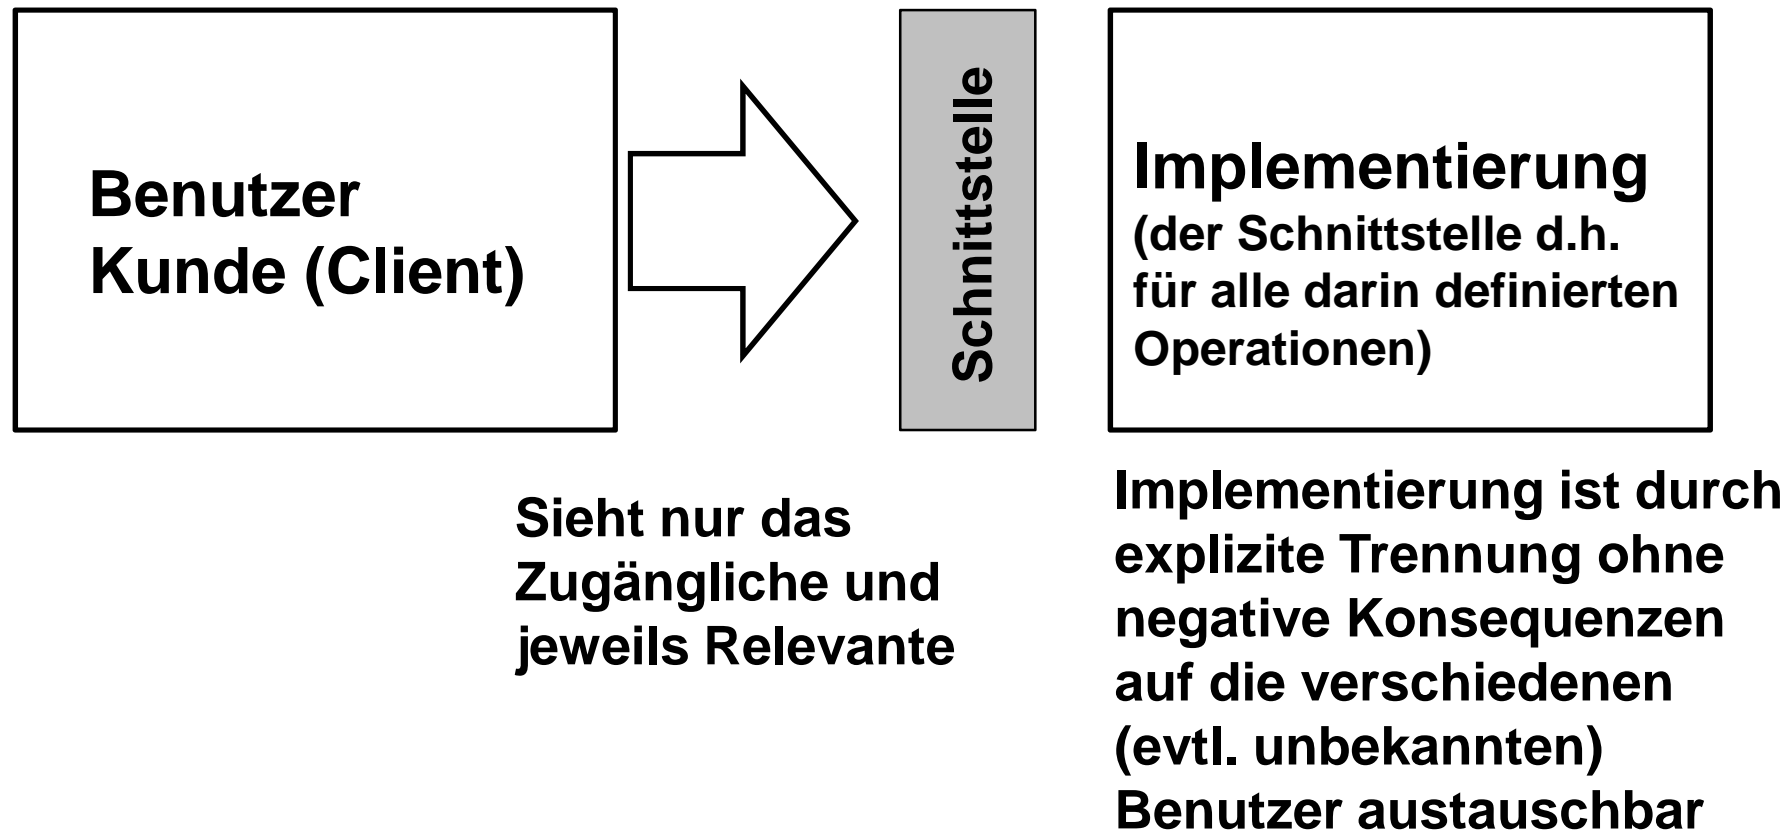 Benutzer
Kunde (Client)
Schnittstelle
Implementierung
(der Schnittstelle d.h.
für alle darin definierten
Operationen)
Sieht nur das
Zugängliche und
jeweils Relevante
Implementierung ist durch
explizite Trennung ohne
negative Konsequenzen
auf die verschiedenen
(evtl. unbekannten)
Benutzer austauschbar